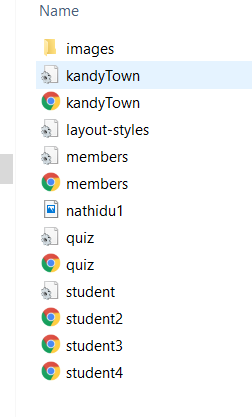 Name
images
kandyTown
kandyTown
layout-styles
members
members
nathidu1
quiz
quiz
student
student2
student3
student4